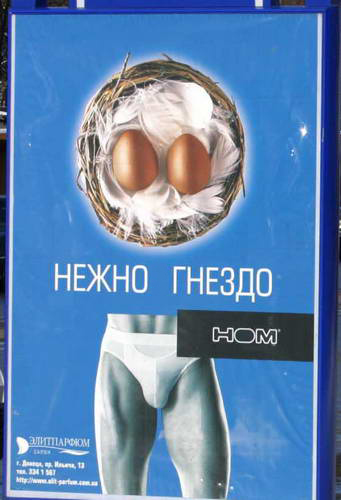 НЕЖНО ГНЕЗДО
HOM®
ЭЛИТПАРФЮМ
г. Донецк, пр. Ильича, 13
тел. 334 1 567
http://www.elit-parfum.com.ua